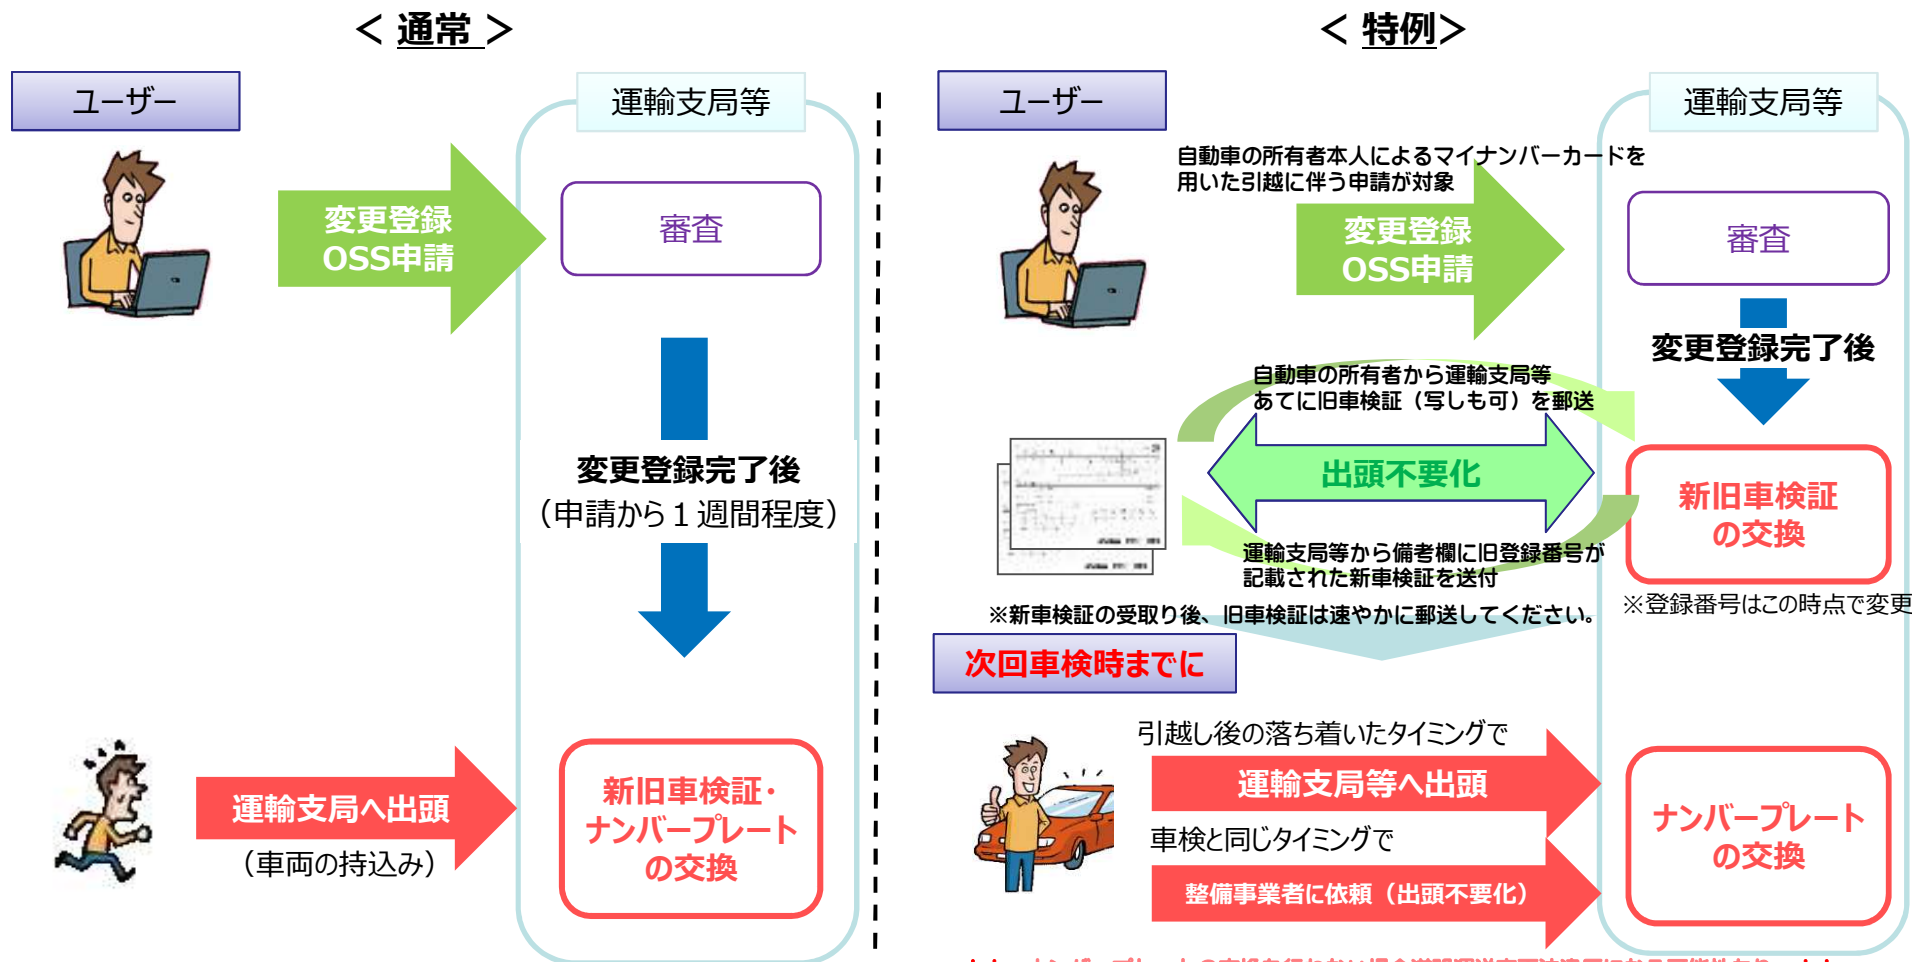 ＜ 通常 ＞
ユーザー
運輸支局等
変更登録
OSS申請
審査
変更登録完了後
（申請から１週間程度）
運輸支局へ出頭
（車両の持込み）
新旧車検証・
ナンバープレート
の交換
＜ 特例＞
ユーザー
運輸支局等
自動車の所有者本人によるマイナンバーカードを
用いた引越に伴う申請が対象
変更登録
OSS申請
審査
変更登録完了後
自動車の所有者から運輸支局等
あてに旧車検証（写しも可）を郵送
出頭不要化
新旧車検証
の交換
運輸支局等から備考欄に旧登録番号が
記載された新車検証を送付
※登録番号はこの時点で変更
※新車検証の受取り後、旧車検証は速やかに郵送してください。
次回車検時までに
引越し後の落ち着いたタイミングで
運輸支局等へ出頭
車検と同じタイミングで
整備事業者に依頼（出頭不要化）
ナンバープレート
の交換